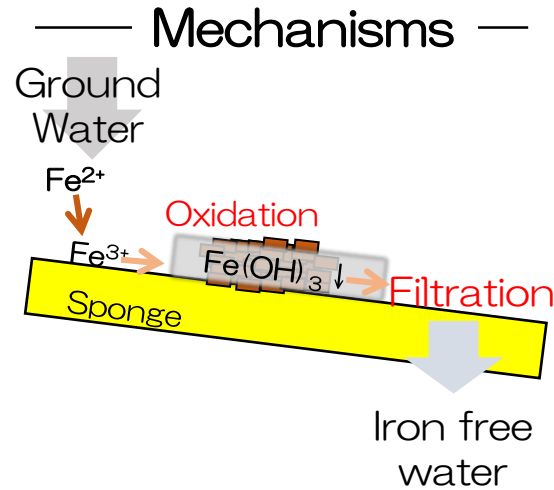 Mechanisms
Ground
Water
Fe²⁺
Oxidation
Fe³⁺
Fe(OH)₃↓
Filtration
Sponge
Iron free
water